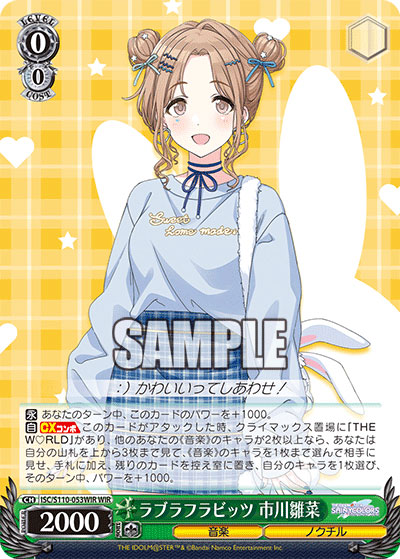 LEVEL
0
0
COST
Sweet
home made
SAMPLE
:) かわいいってしあわせ！
永 あなたのターン中、このカードのパワーを＋1000。
自 CXコンボ このカードがアタックした時、クライマックス置場に「THE
W♡RLD」があり、他のあなたの《音楽》のキャラが2枚以上なら、あなたは
自分の山札を上から3枚まで見て、《音楽》のキャラを1枚まで選んで相手に見
せ、手札に加え、残りのカードを控え室に置き、自分のキャラを1枚選び、
そのターン中、パワーを＋2000。
CH ISC/S110-053WIR WIR
2000
ラブラフラビッツ 市川雛菜
SHINYCOLORS
音楽
ノクチル
THE IDOLM@STER™& ©Bandai Namco Entertainment Inc.